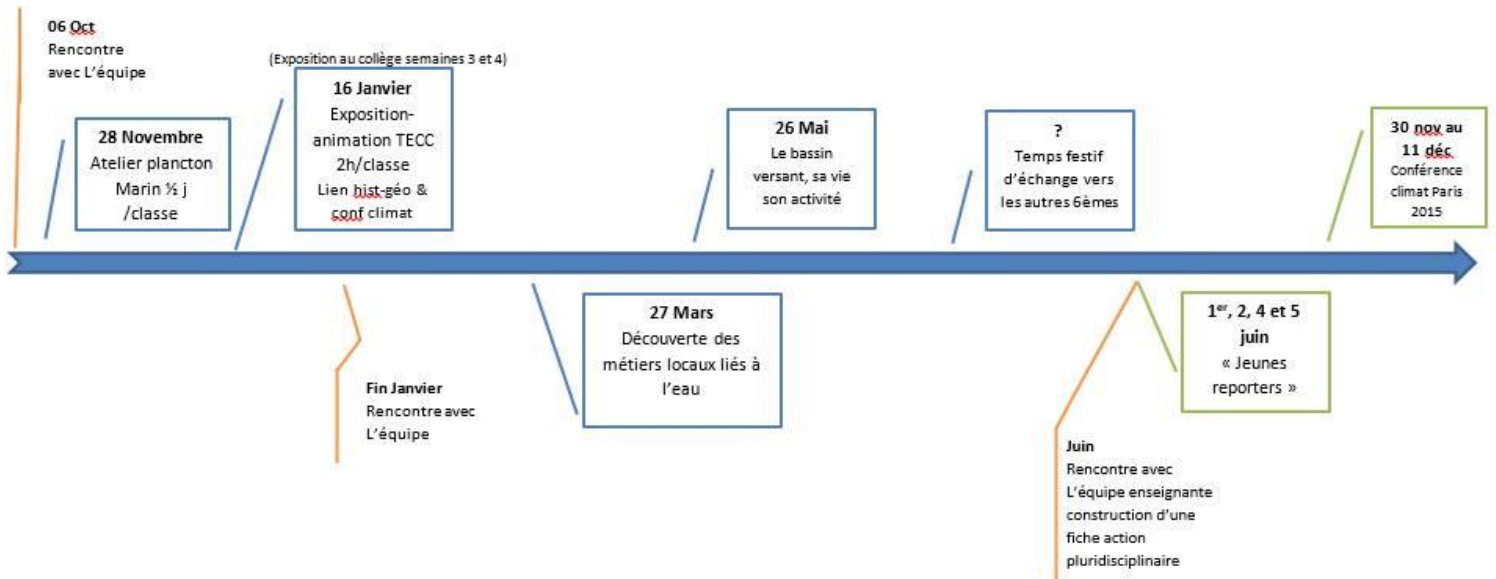 06 Oct
Rencontre
avec L'équipe
28 Novembre
Atelier plancton
Marin ½ j
/classe
(Exposition au collège semaines 3 et 4)
16 Janvier
Exposition-
animation TECC
2h/classe
Lien hist-géo &
conf climat
26 Mai
Le bassin
versant, sa vie
son activité
?
Temps festif
d'échange vers
les autres 6èmes
30 nov au
11 déc
Conférence
climat Paris
2015
Fin Janvier
Rencontre avec
L'équipe
27 Mars
Découverte des
métiers locaux liés à
l'eau
1er, 2, 4 et 5
juin
« Jeunes
reporters »
Juin
Rencontre avec
L'équipe enseignante
construction d'une
fiche action
pluridisciplinaire